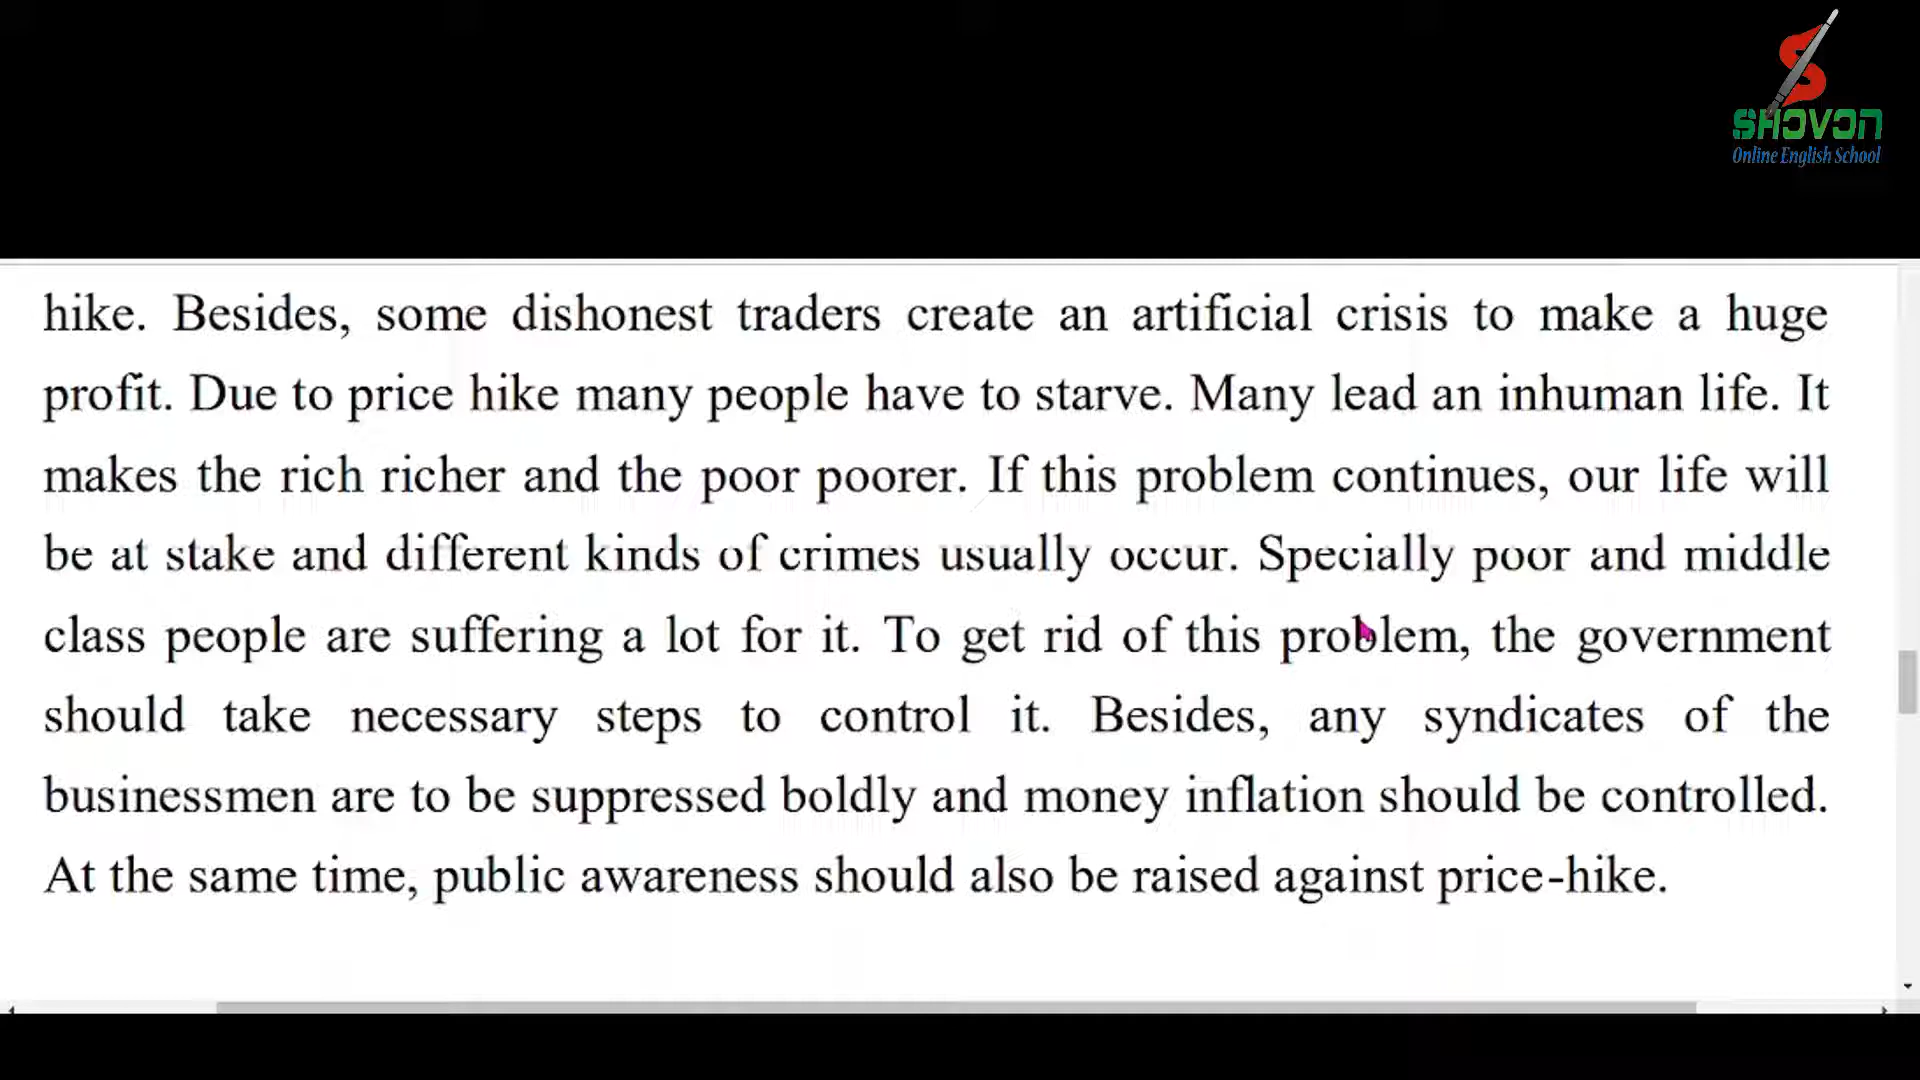 SHOVON
Online English School
hike. Besides, some dishonest traders create an artificial crisis to make a huge
profit. Due to price hike many people have to starve. Many lead an inhuman life. It
makes the rich richer and the poor poorer. If this problem continues, our life will
be at stake and different kinds of crimes usually occur. Specially poor and middle
class people are suffering a lot for it. To get rid of this problem, the government
should take necessary steps to control it. Besides, any syndicates of the
businessmen are to be suppressed boldly and money inflation should be controlled.
At the same time, public awareness should also be raised against price-hike.